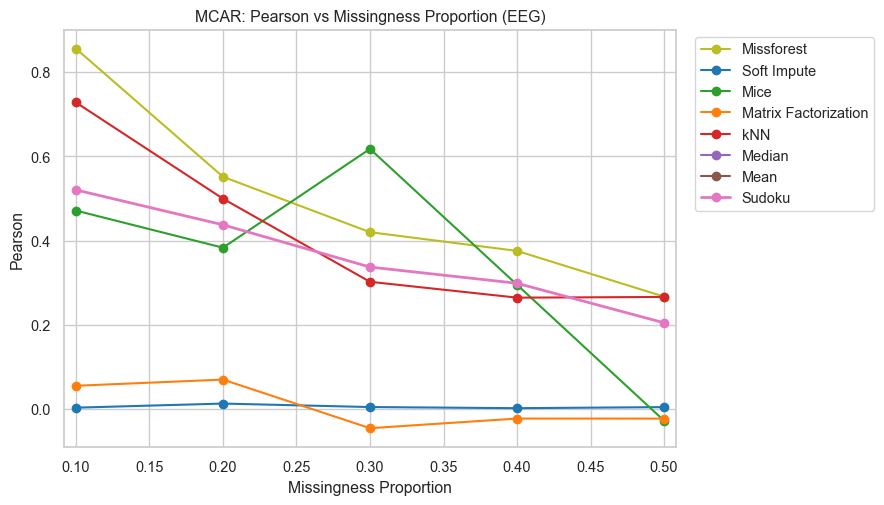 MCAR: Pearson vs Missingness Proportion (EEG)
Pearson
0.8
0.6
0.4
0.2
0.0
0.10 0.15 0.20 0.25 0.30 0.35 0.40 0.45 0.50
Missingness Proportion
Missforest
Soft Impute
Mice
Matrix Factorization
kNN
Median
Mean
Sudoku